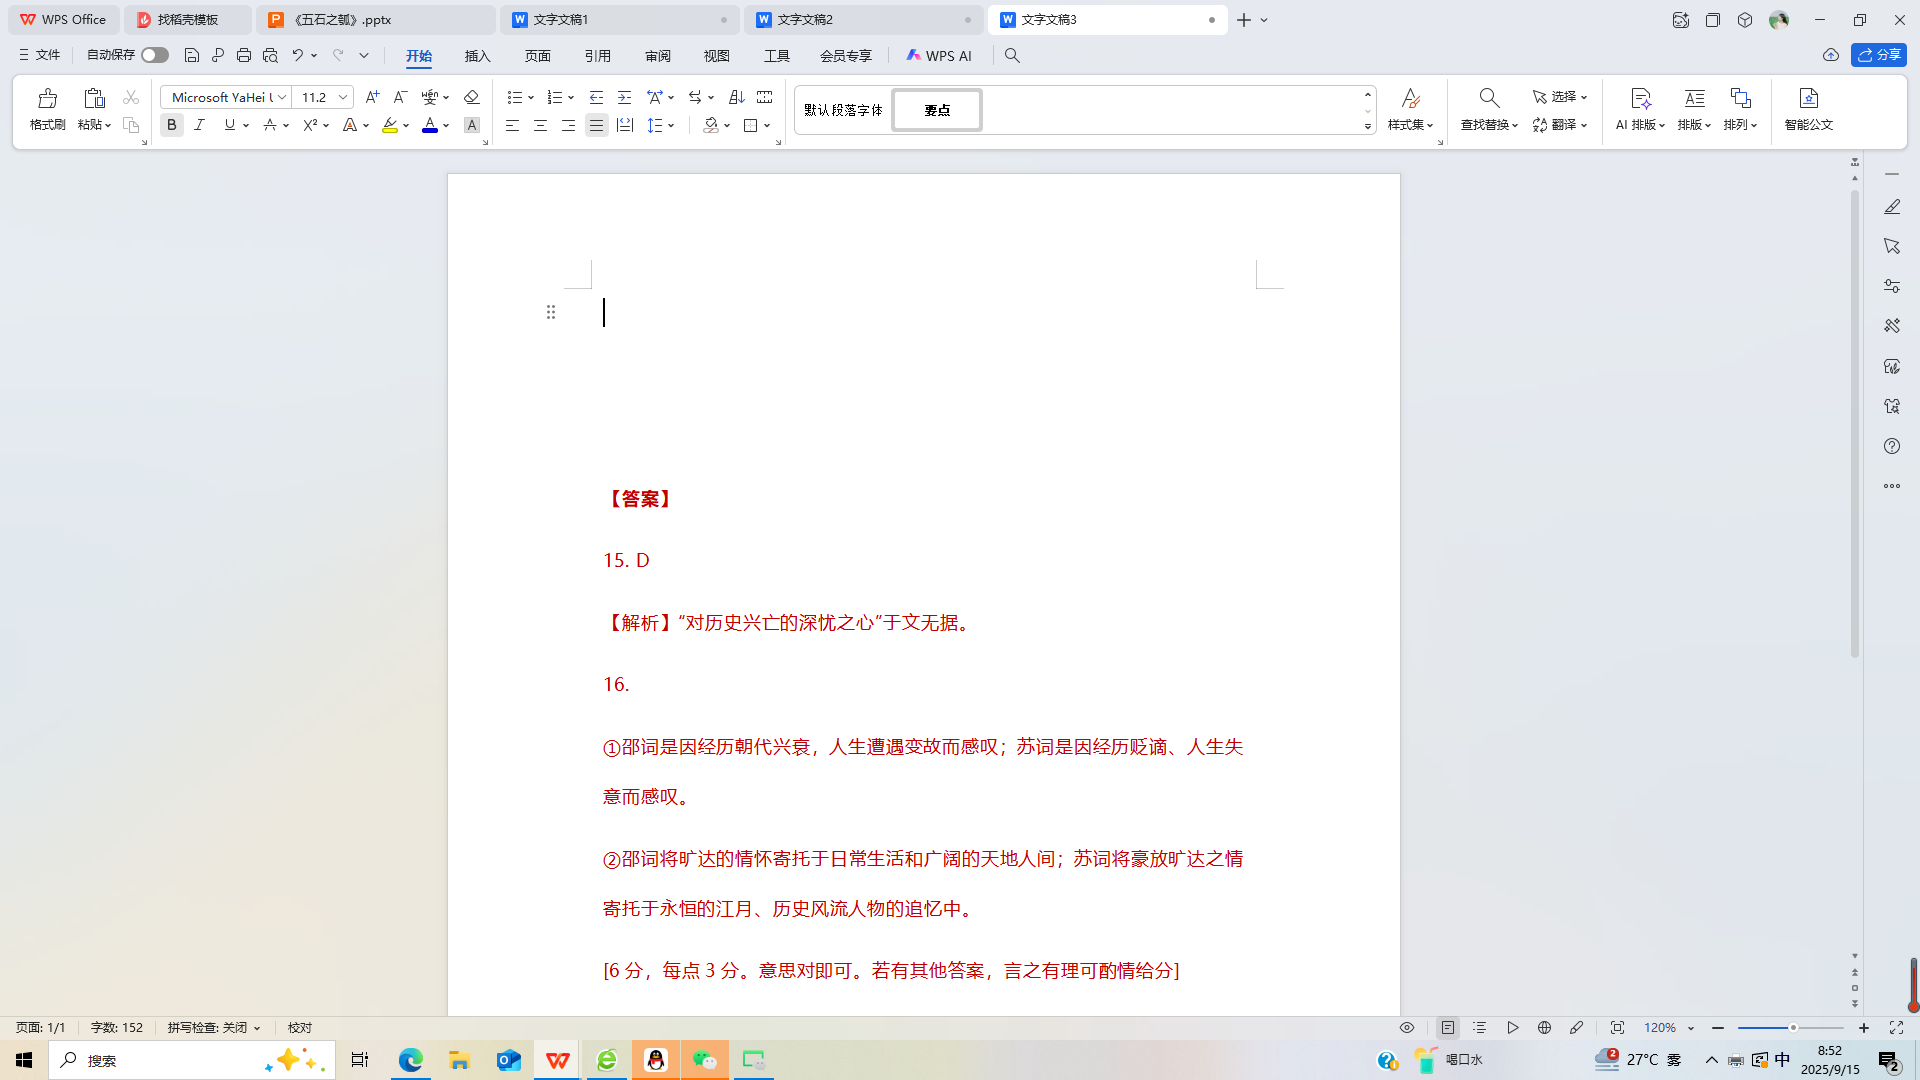 WPS Office
找稻壳模板
《五石之瓠》.pptx
文字文稿1
文字文稿2
文字文稿3
文件
自动保存
开始
插入
页面
引用
审阅
视图
工具
会员专享
WPS AI
分享
格式刷
粘贴
Microsoft YaHei
11.2
默认段落字体
要点
样式集
查找替换
选择
翻译
AI 排版
排版
排列
智能公文
【答案】
15. D
【解析】“对历史兴亡的深忧之心”于文无据。
16.
①邵词是因经历朝代兴衰，人生遭遇变故而感叹；苏词是因经历贬谪、人生失
意而感叹。
②邵词将旷达的情怀寄托于日常生活和广阔的天地人间；苏词将豪放旷达之情
寄托于永恒的江月、历史风流人物的追忆中。
[6 分，每点 3 分。意思对即可。若有其他答案，言之有理可酌情给分]
页面: 1/1
字数: 152
拼写检查: 关闭
校对
120%
搜索
喝口水
2
27°C 雾
中
8:52
2025/9/15
2